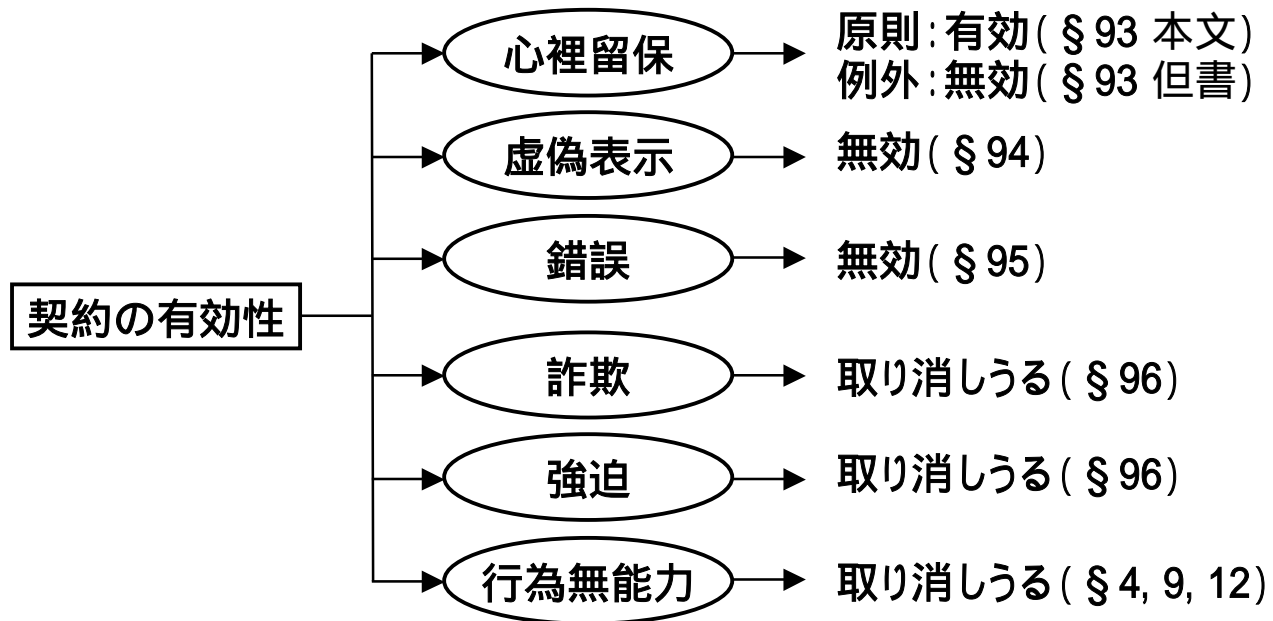 心裡留保
原則:有効( § 93 本文)
例外:無効( § 93 但書)
虚偽表示
無効( § 94)
錯誤
無効( § 95)
契約の有効性
詐欺
取り消しうる( § 96)
強迫
取り消しうる( § 96)
行為無能力
取り消しうる( § 4, 9, 12)